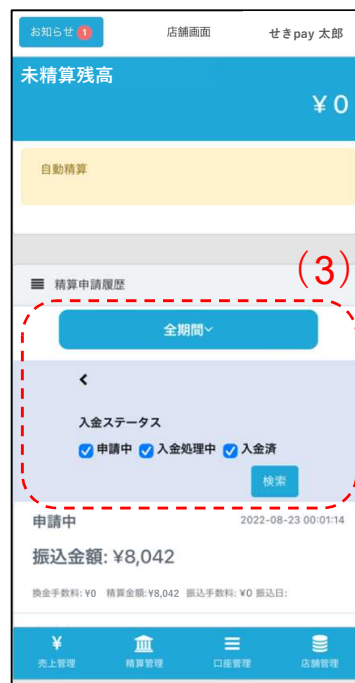 お知らせ 1 店舗画面 せきpay 太郎
未精算残高
¥ 0
自動精算
(3)
精算申請履歴
全期間
入金ステータス
申請中 入金処理中 入金済
検索
申請中 2022-08-23 00:01:14
振込金額: ¥8,042
換金手数料: ¥0 精算金額: ¥8,042 振込手数料: ¥0 振込日:
売上管理 精算管理 口座管理 店舗管理